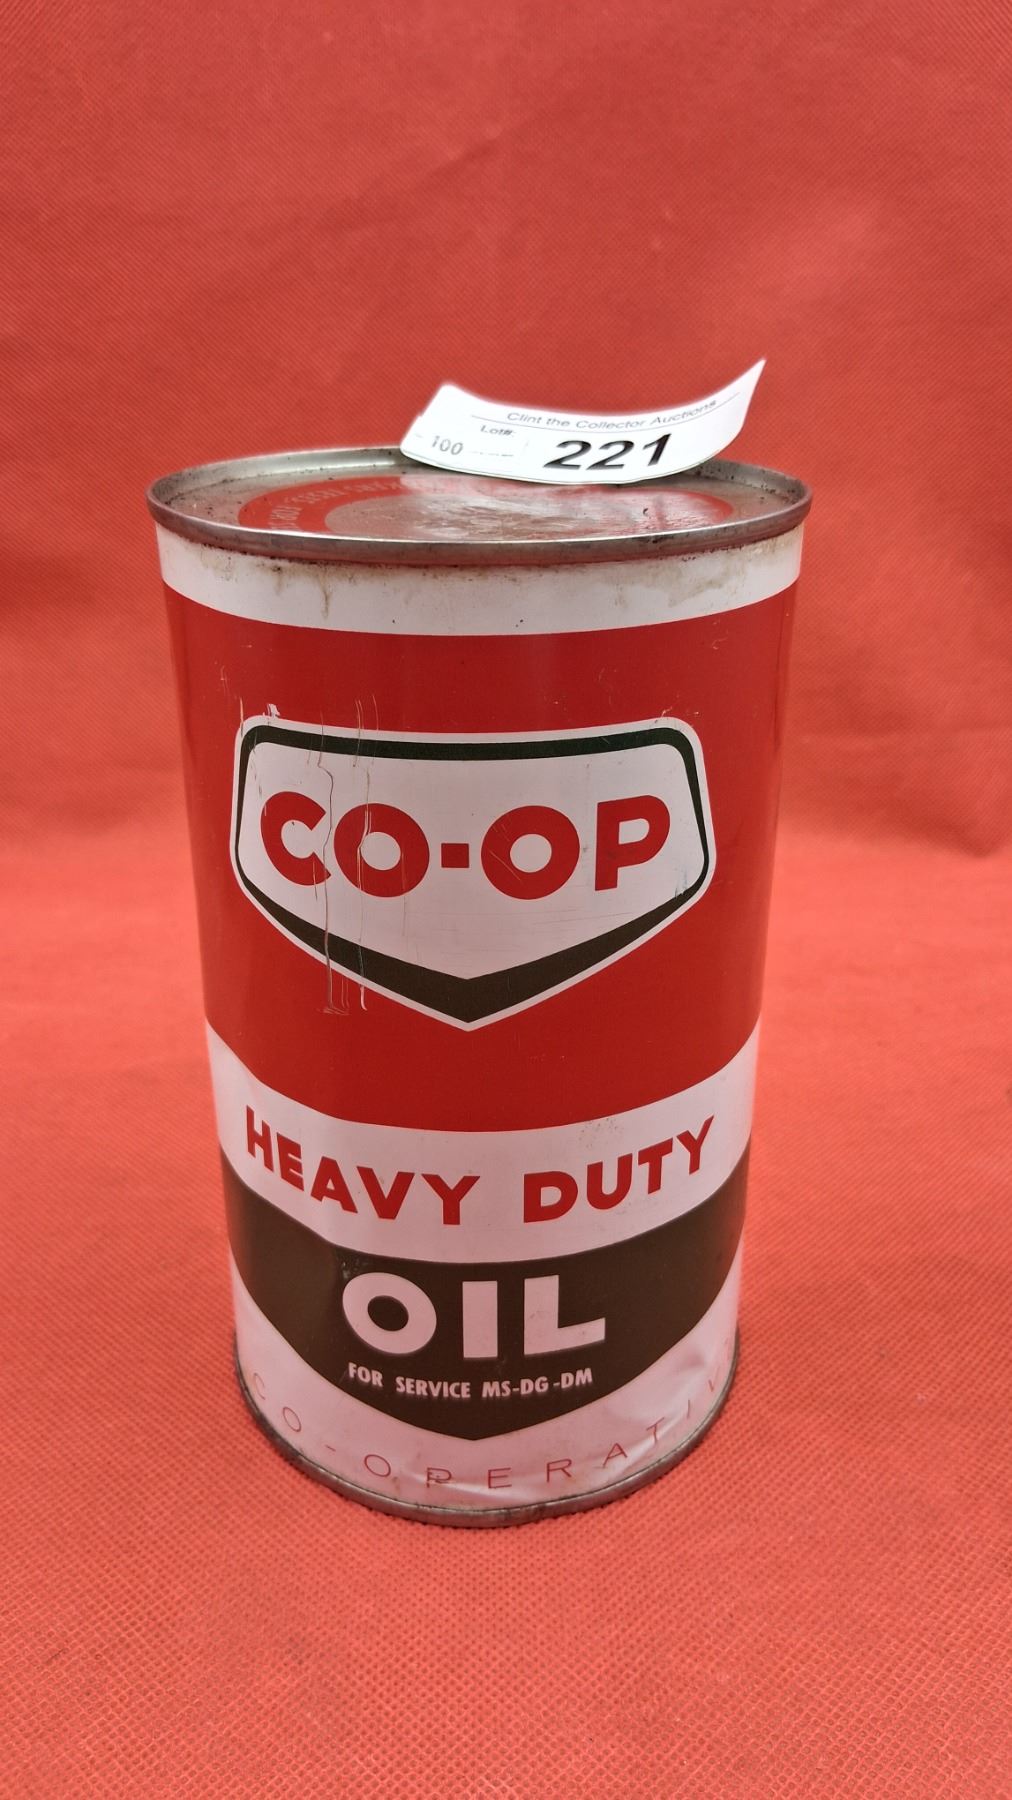 Clint the Collector Auctions
Lot#:
100
221
CO-OP
HEAVY DUTY
OIL
FOR SERVICE MS-DG-DM
CO-OPERATIV